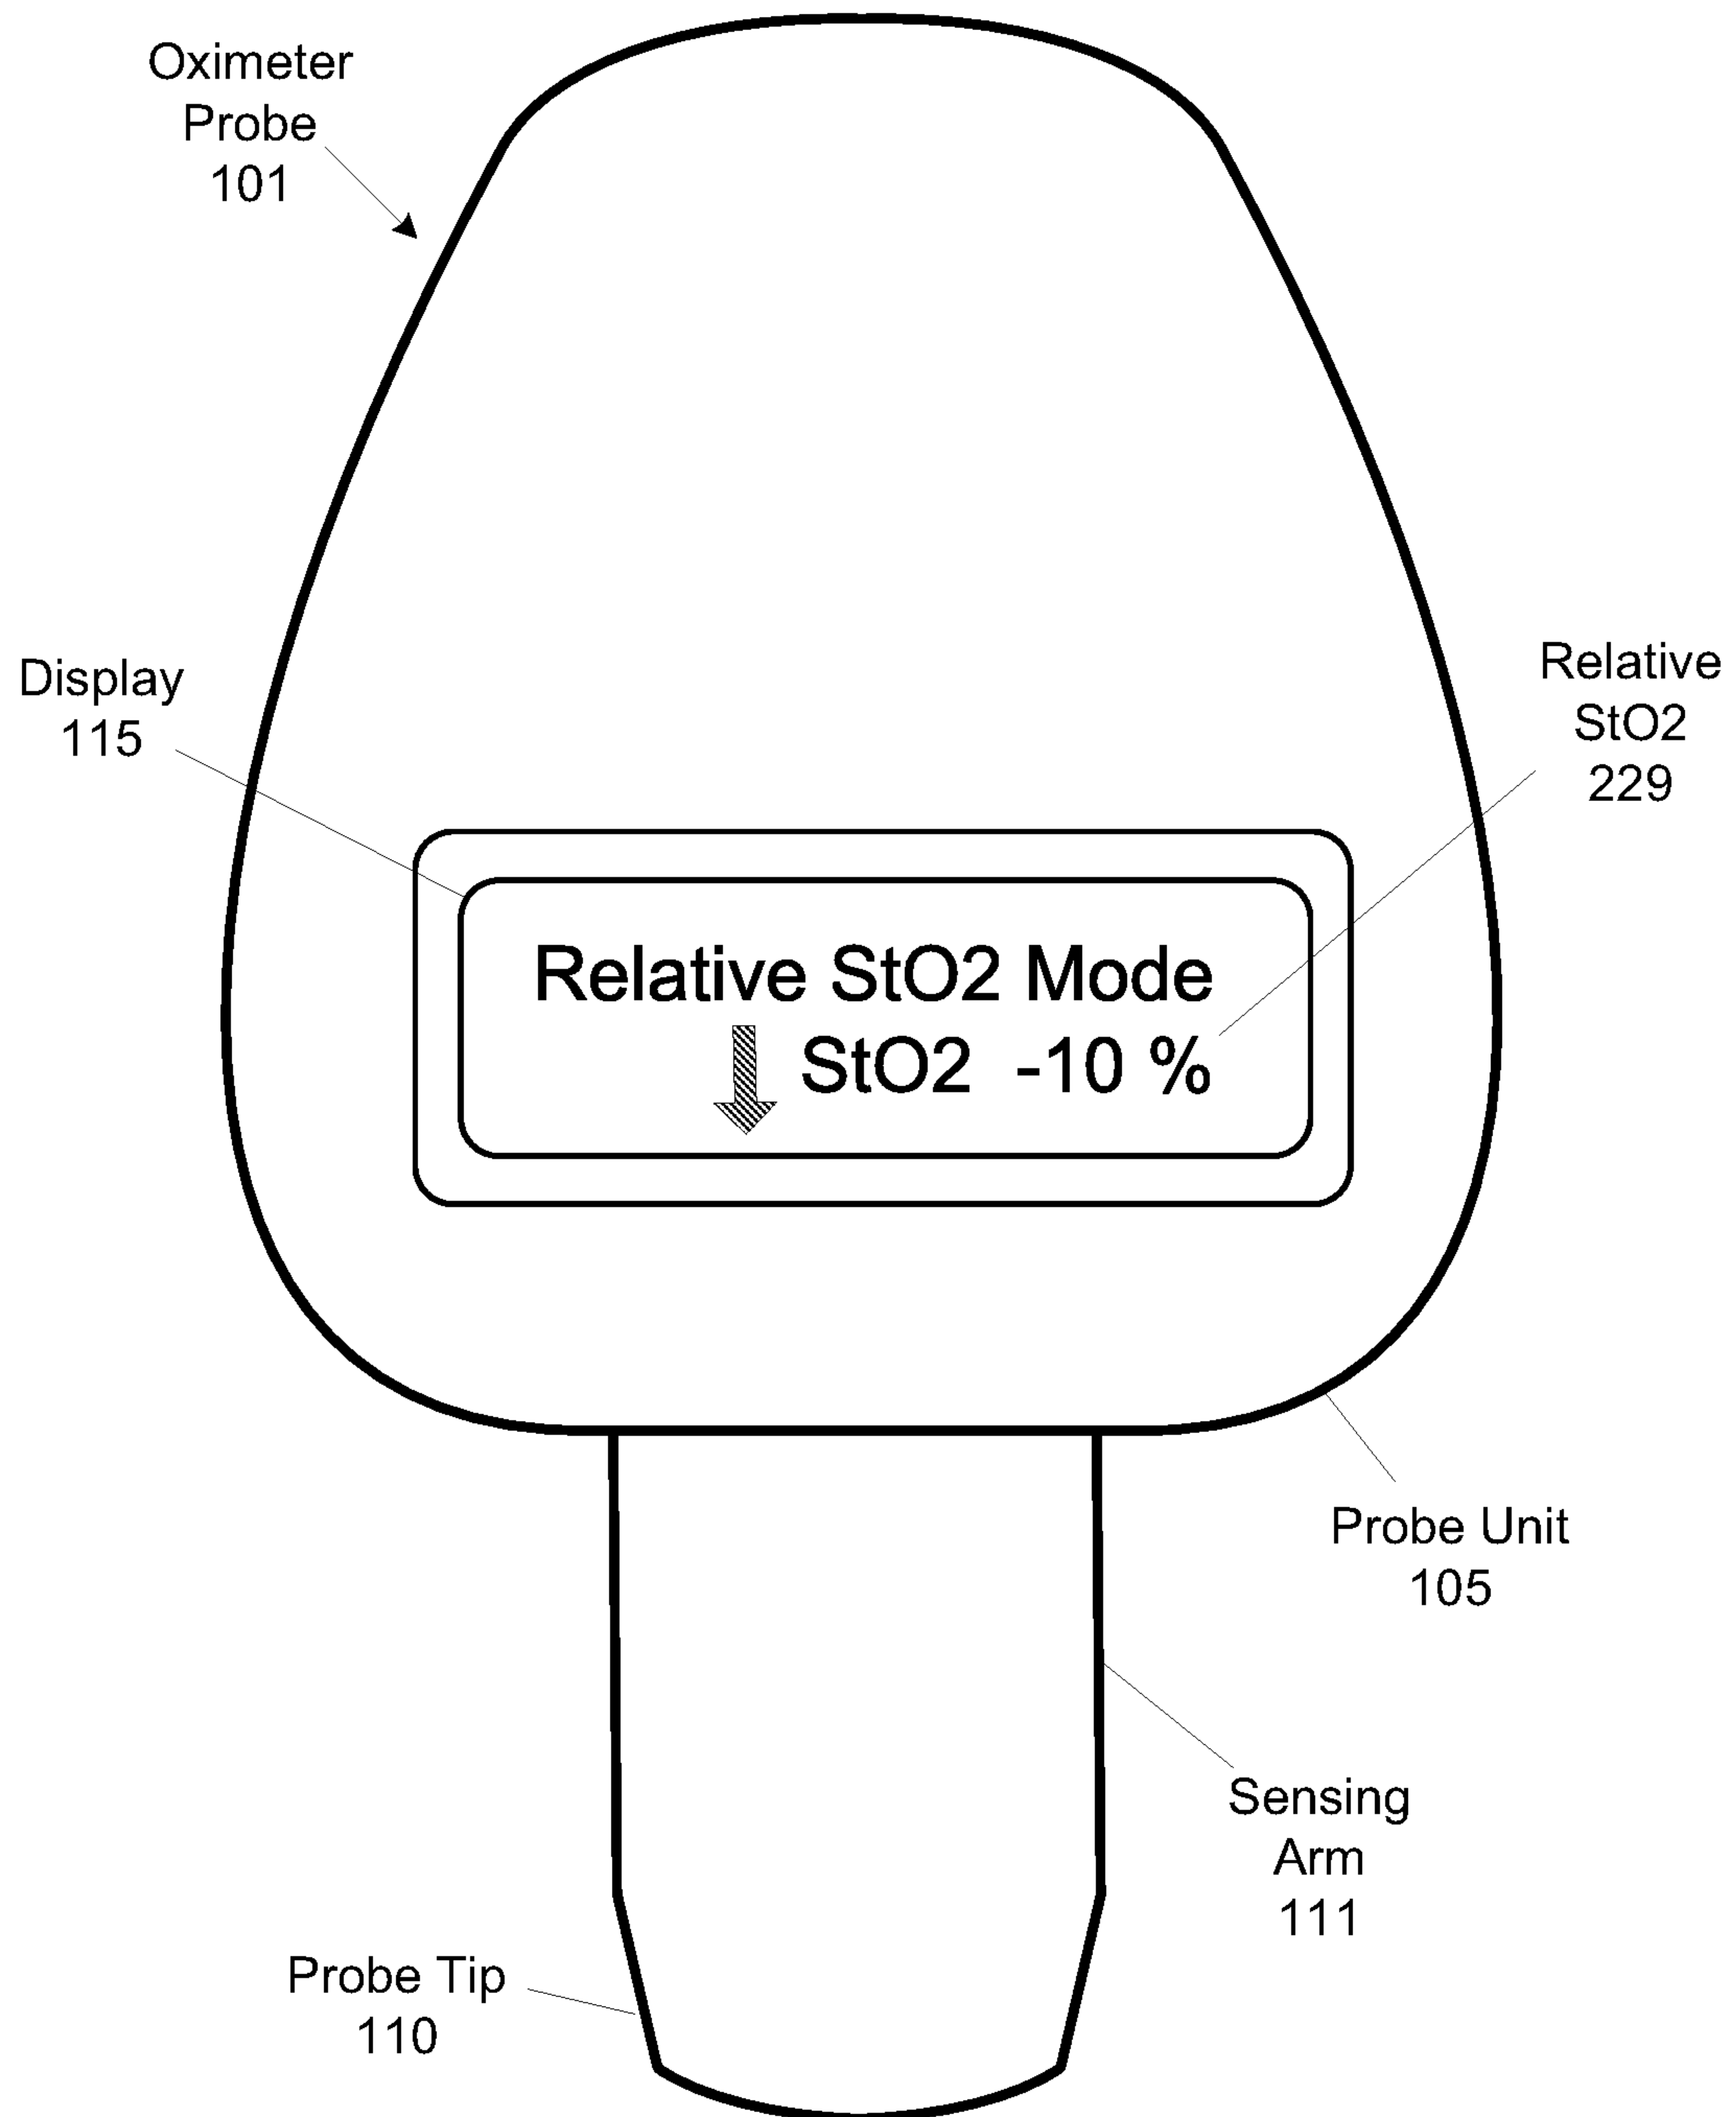 Oximeter
Probe
101
Display
115
Relative
StO2
229
Relative StO2 Mode
StO2 -10 %
Probe Unit
105
Sensing
Arm
111
Probe Tip
110